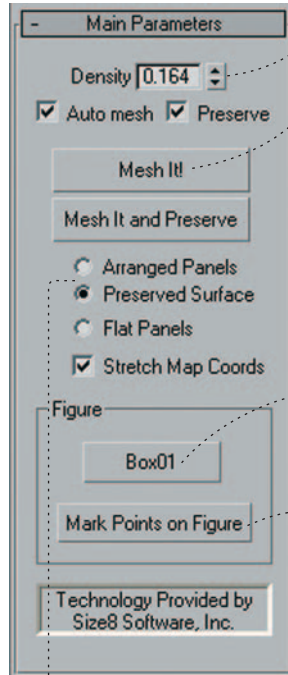 - Main Parameters
Density 0.164
Auto mesh Preserve
Mesh It!
Mesh It and Preserve
Arranged Panels
Preserved Surface
Flat Panels
Stretch Map Coords
Figure
Box01
Mark Points on Figure
Technology Provided by
Size8 Software, Inc.